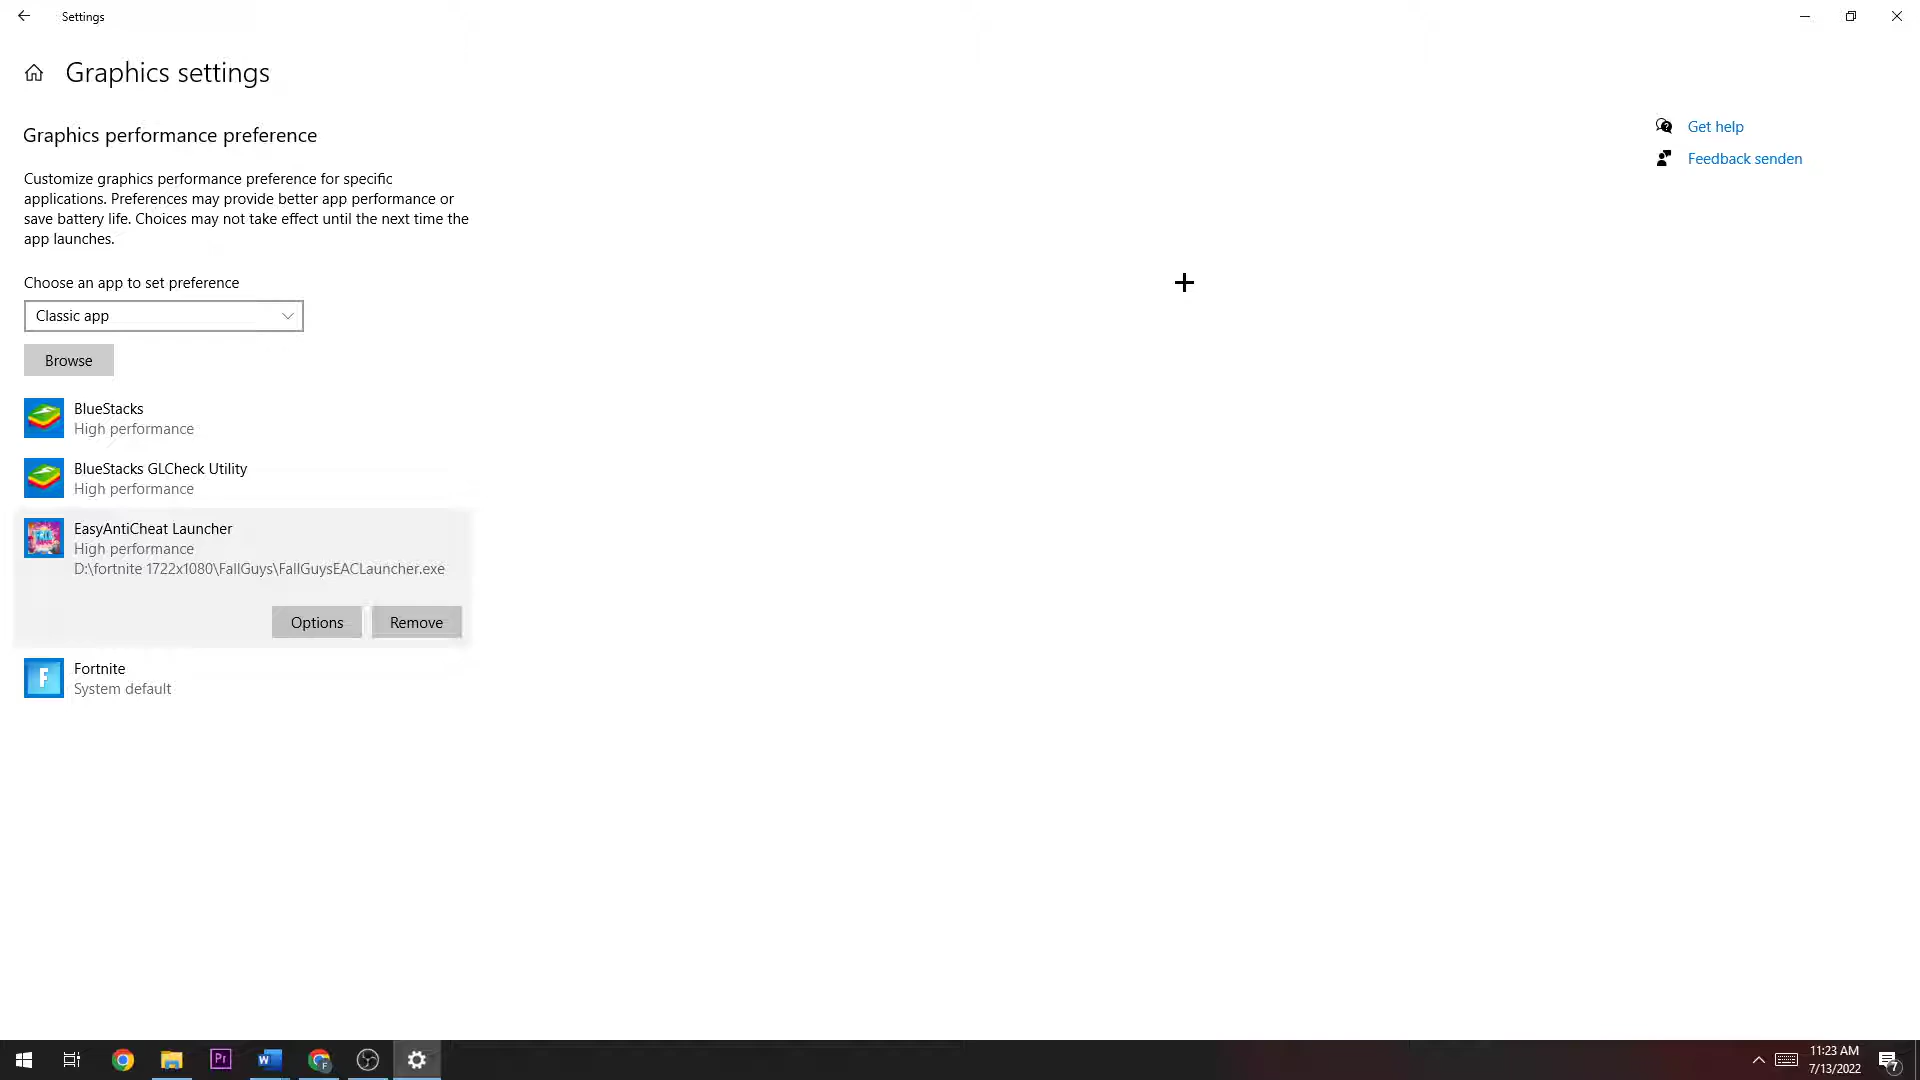 Settings
Graphics settings
Graphics performance preference
Customize graphics performance preference for specific
applications. Preferences may provide better app performance or
save battery life. Choices may not take effect until the next time the
app launches.
Choose an app to set preference
Classic app
Browse
BlueStacks
High performance
BlueStacks GLCheck Utility
High performance
EasyAntiCheat Launcher
High performance
D:\fortnite 1722x1080\FallGuys\FallGuysEACLauncher.exe
Options
Remove
F
Fortnite
System default
Get help
Feedback senden
Pr
W
F
11:23 AM
7/13/2022
7